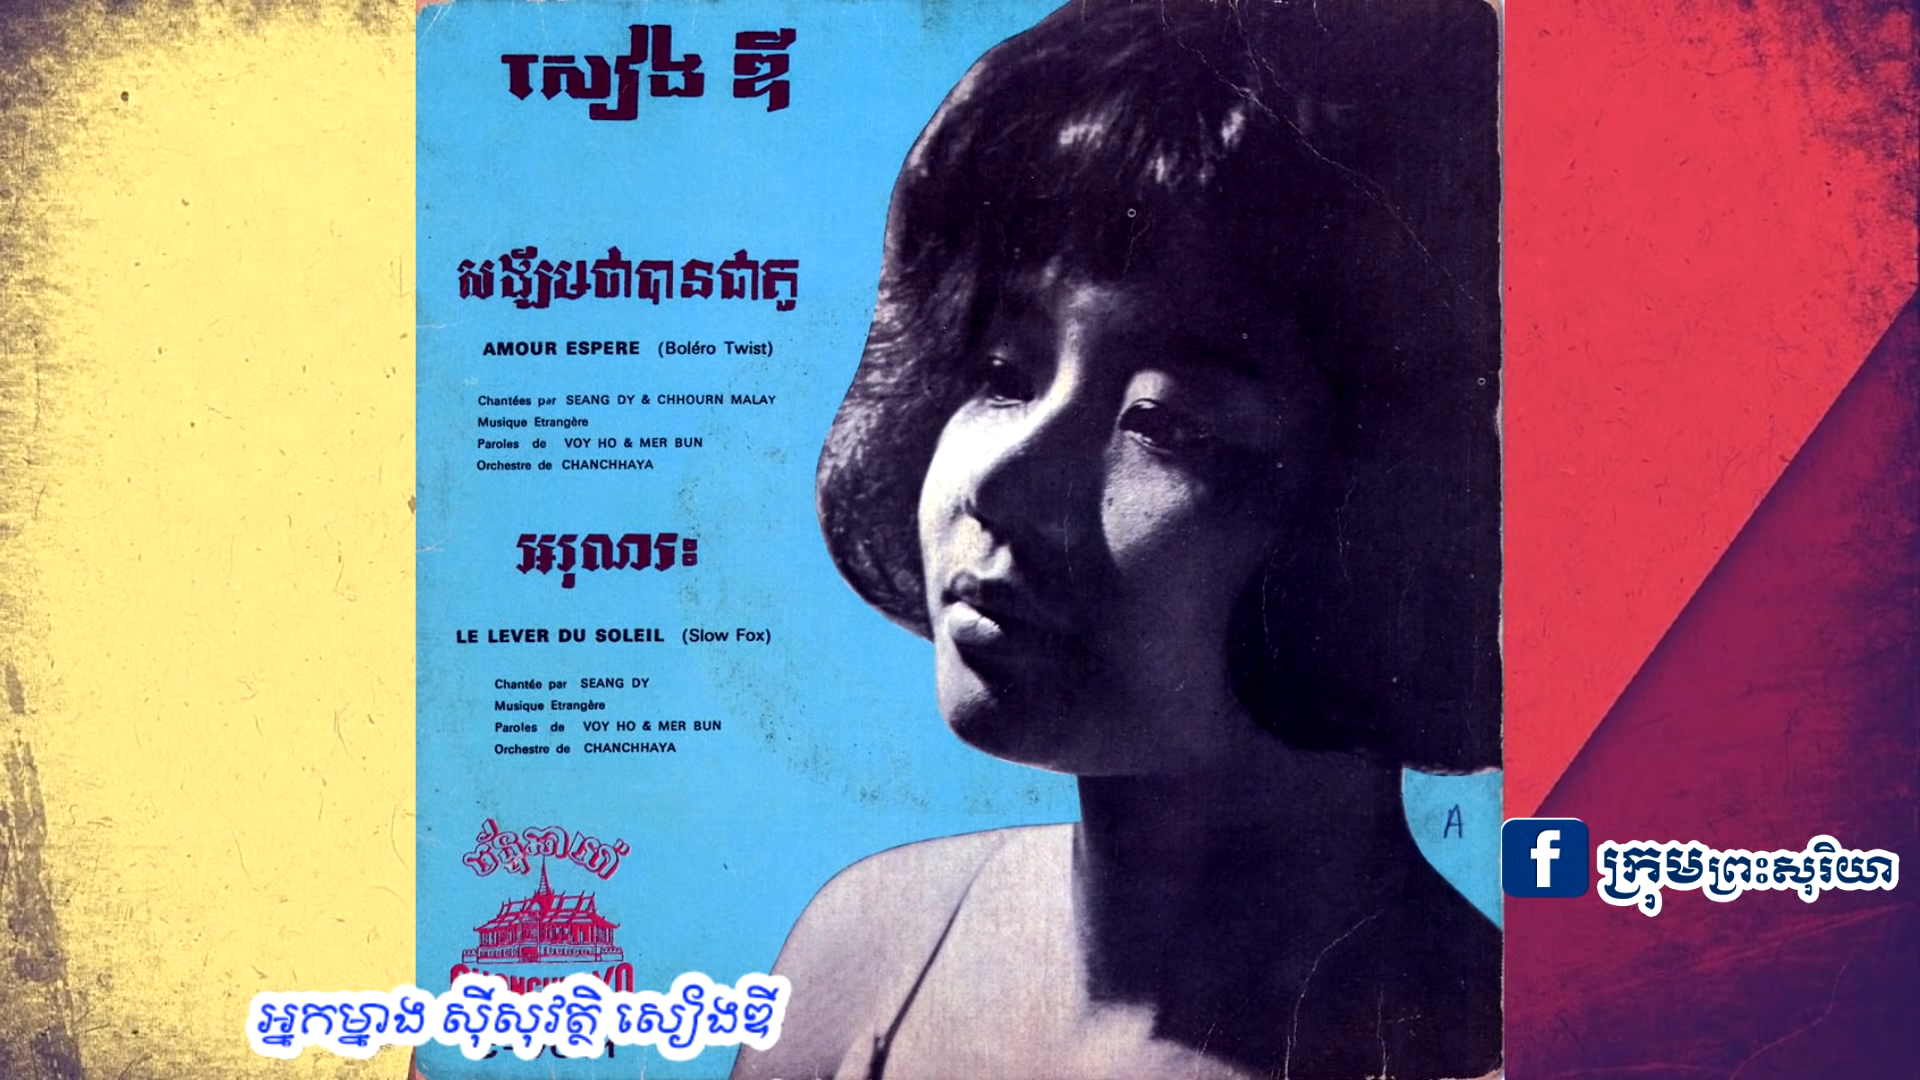 សៀង ឌី
សង្ឃឹមថាបានជាគូ
AMOUR ESPERE (Boléro Twist)
Chantées par SEANG DY & CHHOURN MALAY
Musique Etrangère
Paroles de VOY HO & MER BUN
Orchestre de CHANCHHAYA
អរុណរះ
LE LEVER DU SOLEIL (Slow Fox)
Chantée par SEANG DY
Musique Etrangère
Paroles de VOY HO & MER BUN
Orchestre de CHANCHHAYA
ច័ន្ទឆាយា
A
f ក្រុមព្រះសុរិយា
អ្នកម្នាង ស៊ីសុវត្ថិ សៀងឌី